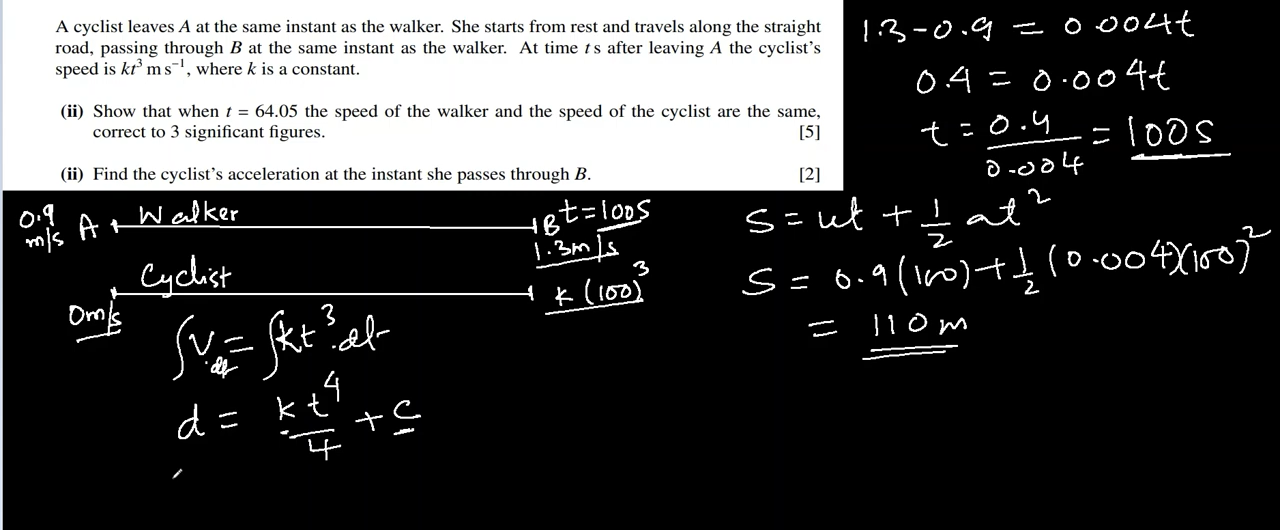 A cyclist leaves A at the same instant as the walker. She starts from rest and travels along the straight
road, passing through B at the same instant as the walker. At time t s after leaving A the cyclist's
speed is kt³ m s⁻¹, where k is a constant.
(ii) Show that when t = 64.05 the speed of the walker and the speed of the cyclist are the same,
correct to 3 significant figures. [5]
(ii) Find the cyclist's acceleration at the instant she passes through B. [2]
1.3-0.9 = 0.004t
0.4 = 0.004t
t = 0.4/0.004 = 100s
0.9 m/s A Walker B t=100s
1.3m/s
Cyclist
0m/s k(100)³
∫V dt = ∫kt³.dt
d = kt⁴/4 + c
S = ut + 1/2 at²
S = 0.9(100)+1/2(0.004)(100)²
= 110m